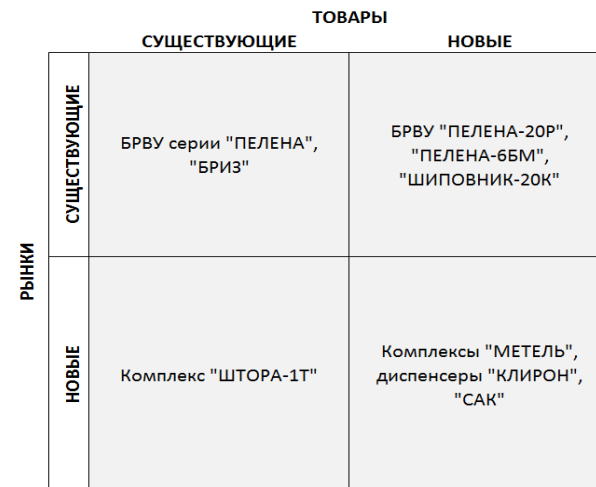 ТОВАРЫ
СУЩЕСТВУЮЩИЕ
НОВЫЕ
РЫНКИ
СУЩЕСТВУЮЩИЕ
БРВУ серии "ПЕЛЕНА",
"БРИЗ"
БРВУ "ПЕЛЕНА-20Р",
"ПЕЛЕНА-6БМ",
"ШИПОВНИК-20К"
НОВЫЕ
Комплекс "ШТОРА-1Т"
Комплексы "МЕТЕЛЬ",
диспенсеры "КЛИРОН",
"САК"